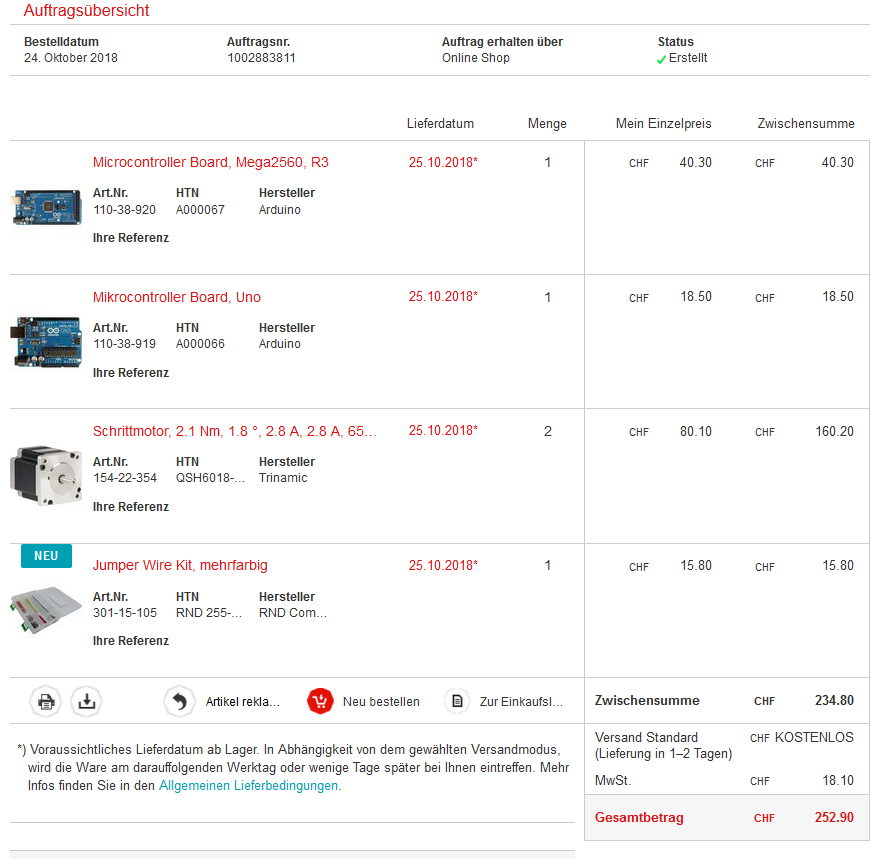 Auftragsübersicht
Bestelldatum Auftragsnr. Auftrag erhalten über Status
24. Oktober 2018 1002883811 Online Shop Erstellt
Lieferdatum Menge Mein Einzelpreis Zwischensumme
Microcontroller Board, Mega2560, R3 25.10.2018* 1 CHF 40.30 CHF 40.30
Art.Nr. HTN Hersteller
110-38-920 A000067 Arduino
Ihre Referenz
Mikrocontroller Board, Uno 25.10.2018* 1 CHF 18.50 CHF 18.50
Art.Nr. HTN Hersteller
110-38-919 A000066 Arduino
Ihre Referenz
Schrittmotor, 2.1 Nm, 1.8 °, 2.8 A, 2.8 A, 65... 25.10.2018* 2 CHF 80.10 CHF 160.20
Art.Nr. HTN Hersteller
154-22-354 QSH6018-... Trinamic
Ihre Referenz
NEU
Jumper Wire Kit, mehrfarbig 25.10.2018* 1 CHF 15.80 CHF 15.80
Art.Nr. HTN Hersteller
301-15-105 RND 255-... RND Com...
Ihre Referenz
Artikel rekla... Neu bestellen Zur Einkaufsl... Zwischensumme CHF 234.80
*) Voraussichtliches Lieferdatum ab Lager. In Abhängigkeit von dem gewählten Versandmodus,
wird die Ware am darauffolgenden Werktag oder wenige Tage später bei Ihnen eintreffen. Mehr
Infos finden Sie in den Allgemeinen Lieferbedingungen.
Versand Standard CHF KOSTENLOS
(Lieferung in 1–2 Tagen)
MwSt. CHF 18.10
Gesamtbetrag CHF 252.90